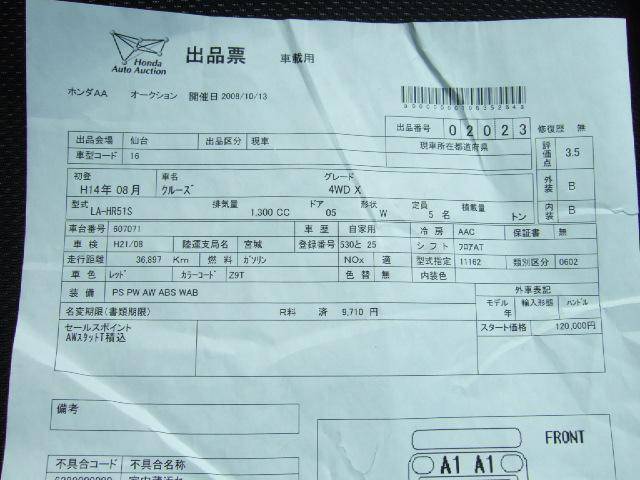 Honda
Auto Auction
出品票 車載用
ホンダAA オークション 開催日 2008/10/13
出品番号 02023 修復歴 無
出品会場 仙台 出品区分 現車 現車所在都道府県
車型コード 16
評価点 3.5
初登 車名 グレード
H14年 08月 クルーズ 4WD X
外装 B
型式 排気量 ドア 形状 定員 積載量
LA-HR51S 1,300 CC 05 W 5 名 トン
内装 B
車台番号 607071 車歴 自家用 冷房 AAC 保証書 無
車検 H21/08 陸運支局名 宮城 登録番号 530と 25 シフト フロアAT
走行距離 36,897 Km 燃料 ガソリン NOx 適 型式指定 11162 類別区分 0602
車色 レッド カラーコード Z9T 色替 無 内装色
装備 PS PW AW ABS WAB 外車表記
モデル年 輸入形態 ハンドル
名変期限(書類期限) R料 済 9,710 円
スタート価格 120,000円
セールスポイント
AWスタットT積込
備考
FRONT
A1 A1
不具合コード 不具合名称